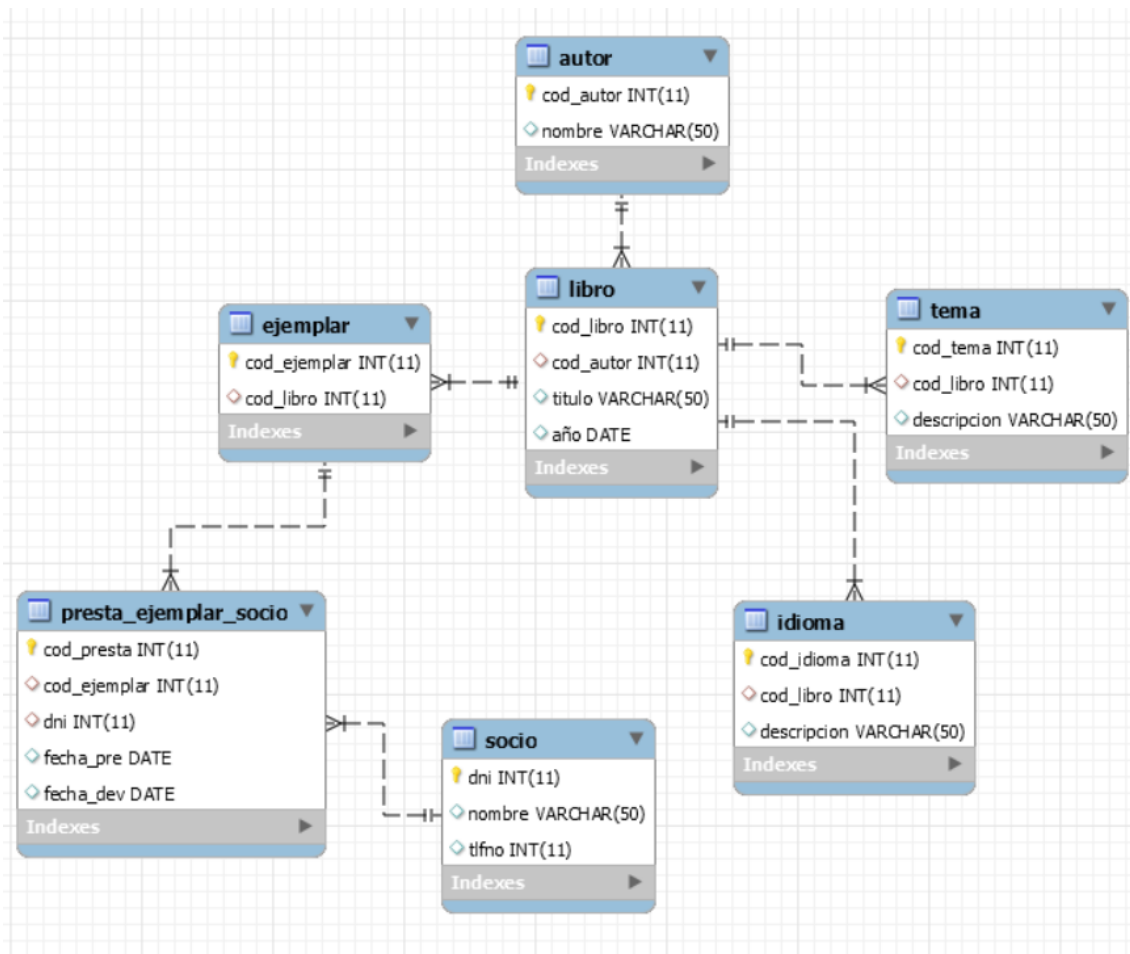 autor
cod_autor INT(11)
nombre VARCHAR(50)
Indexes
libro
cod_libro INT(11)
cod_autor INT(11)
titulo VARCHAR(50)
año DATE
Indexes
ejemplar
cod_ejemplar INT(11)
cod_libro INT(11)
Indexes
tema
cod_tema INT(11)
cod_libro INT(11)
descripcion VARCHAR(50)
Indexes
presta_ejemplar_socio
cod_presta INT(11)
cod_ejemplar INT(11)
dni INT(11)
fecha_pre DATE
fecha_dev DATE
Indexes
socio
dni INT(11)
nombre VARCHAR(50)
tlfno INT(11)
Indexes
idioma
cod_idioma INT(11)
cod_libro INT(11)
descripcion VARCHAR(50)
Indexes